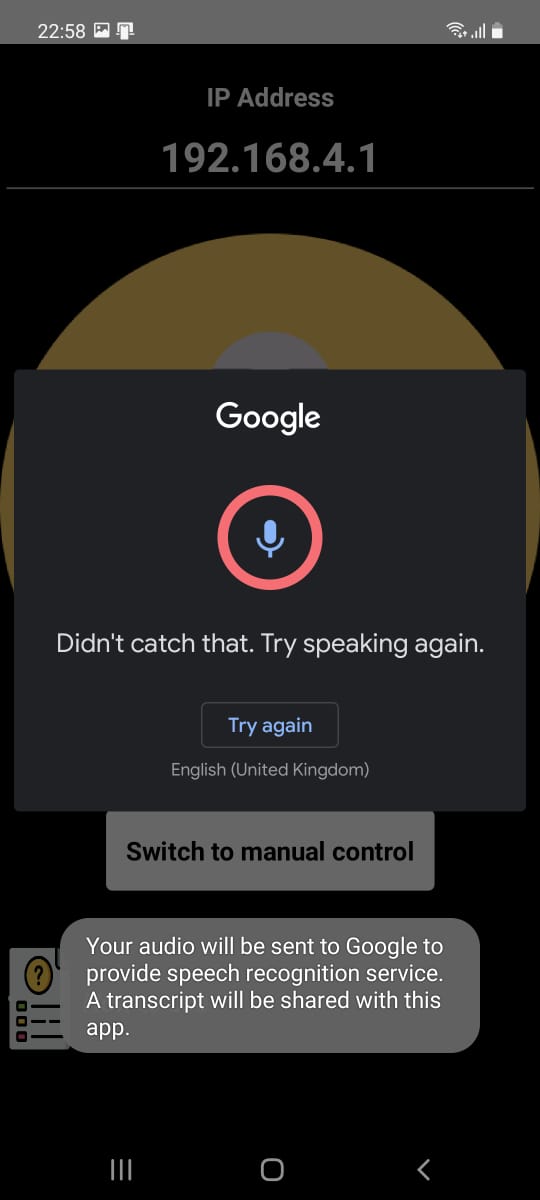 22:58
IP Address
192.168.4.1
Google
Didn't catch that. Try speaking again.
Try again
English (United Kingdom)
Switch to manual control
?
Your audio will be sent to Google to
provide speech recognition service.
A transcript will be shared with this
app.